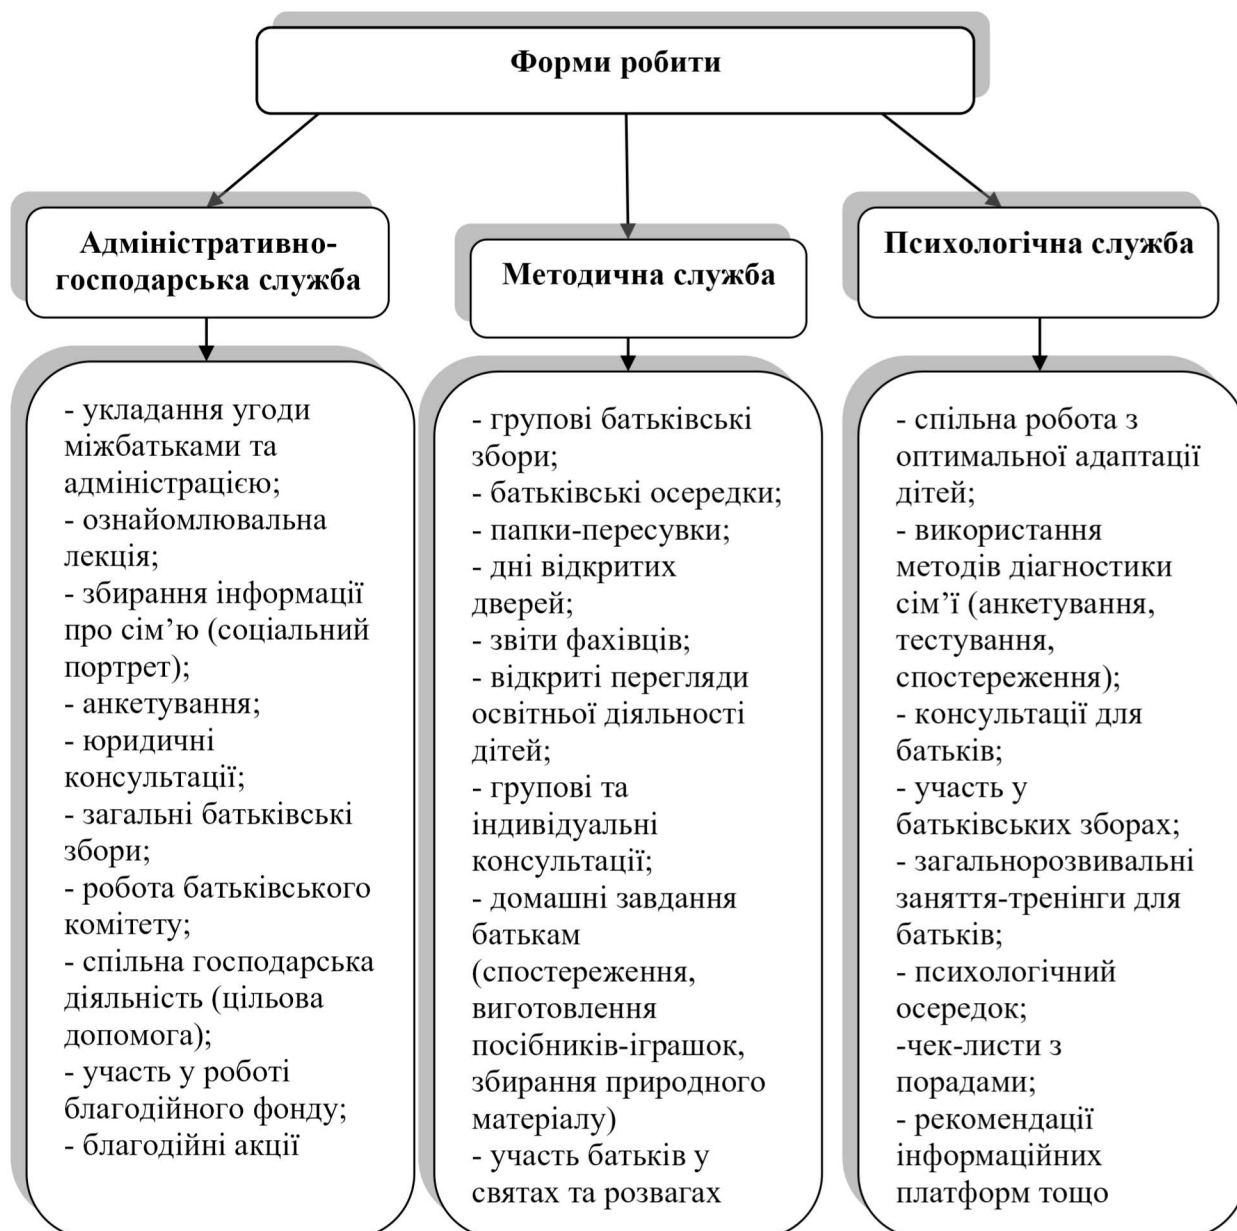 Форми робити
Адміністративно-
господарська служба
Методична служба
Психологічна служба
- укладання угоди
міжбатьками та
адміністрацією;
- ознайомлювальна
лекція;
- збирання інформації
про сім’ю (соціальний
портрет);
- анкетування;
- юридичні
консультації;
- загальні батьківські
збори;
- робота батьківського
комітету;
- спільна господарська
діяльність (цільова
допомога);
- участь у роботі
благодійного фонду;
- благодійні акції
- групові батьківські
збори;
- батьківські осередки;
- папки-пересувки;
- дні відкритих
дверей;
- звіти фахівців;
- відкриті перегляди
освітньої діяльності
дітей;
- групові та
індивідуальні
консультації;
- домашні завдання
батькам
(спостереження,
виготовлення
посібників-іграшок,
збирання природного
матеріалу)
- участь батьків у
святах та розвагах
- спільна робота з
оптимальної адаптації
дітей;
- використання
методів діагностики
сім’ї (анкетування,
тестування,
спостереження);
- консультації для
батьків;
- участь у
батьківських зборах;
- загальнорозвивальні
заняття-тренінги для
батьків;
- психологічний
осередок;
-чек-листи з
порадами;
- рекомендації
інформаційних
платформ тощо